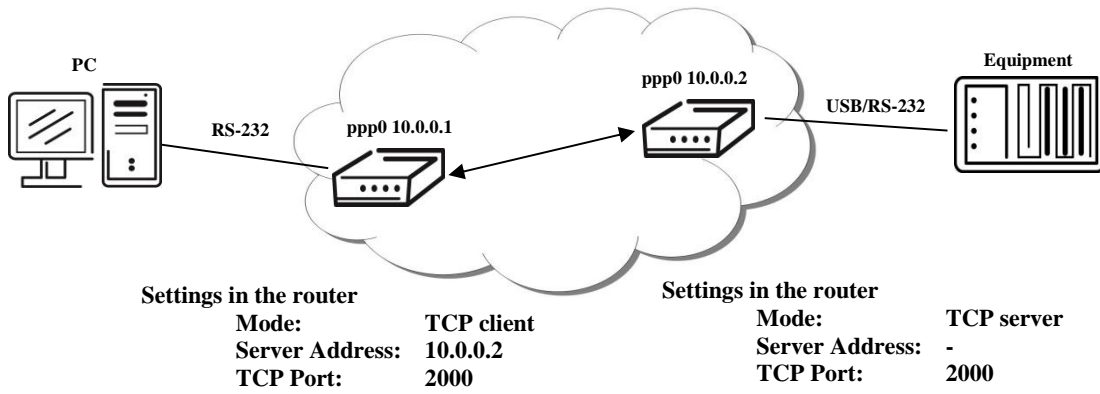 PC
Equipment
ppp0 10.0.0.2
USB/RS-232
RS-232
ppp0 10.0.0.1
Settings in the router
Mode: TCP client
Server Address: 10.0.0.2
TCP Port: 2000
Settings in the router
Mode: TCP server
Server Address: -
TCP Port: 2000